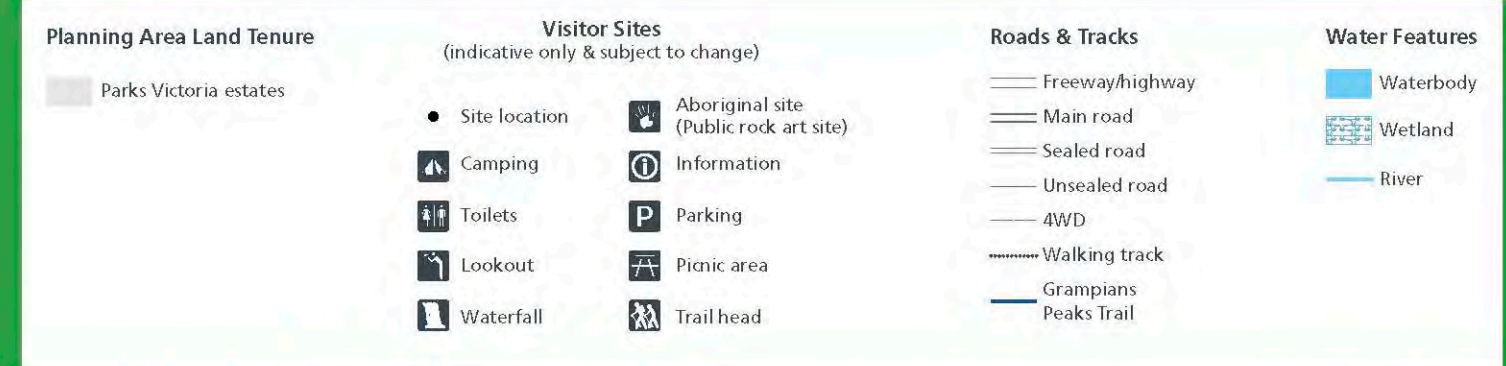 Planning Area Land Tenure
Parks Victoria estates
Visitor Sites
(indicative only & subject to change)
Site location
Camping
Toilets
Lookout
Waterfall
Aboriginal site
(Public rock art site)
Information
P
Parking
Picnic area
Trail head
Roads & Tracks
Freeway/highway
Main road
Sealed road
Unsealed road
4WD
Walking track
Grampians
Peaks Trail
Water Features
Waterbody
Wetland
River